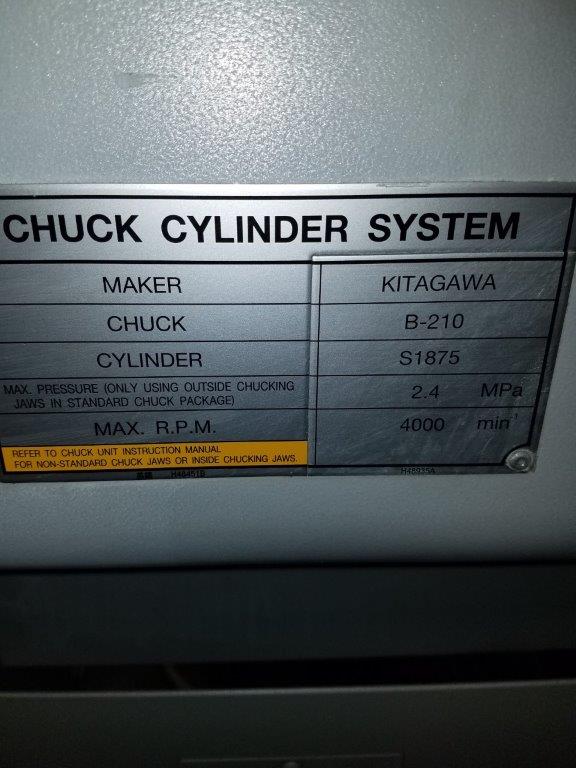 CHUCK CYLINDER SYSTEM
MAKER KITAGAWA
CHUCK B-210
CYLINDER S1875
MAX. PRESSURE (ONLY USING OUTSIDE CHUCKING
JAWS IN STANDARD CHUCK PACKAGE) 2.4 MPa
MAX. R.P.M. 4000 min⁻¹
REFER TO CHUCK UNIT INSTRUCTION MANUAL
FOR NON-STANDARD CHUCK JAWS OR INSIDE CHUCKING JAWS.
H48451B H48935A